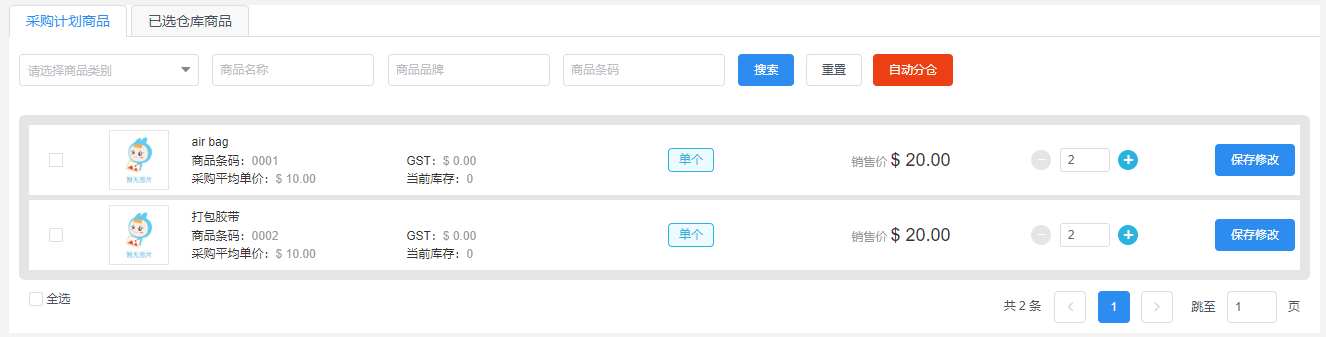 采购计划商品 已选仓库商品
请选择商品类别 商品名称 商品品牌 商品条码 搜索 重置 自动分仓
air bag
商品条码：0001 GST：$ 0.00
采购平均单价：$ 10.00 当前库存：0
暂无图片
单个 销售价 $ 20.00 2 保存修改
打包胶带
商品条码：0002 GST：$ 0.00
采购平均单价：$ 10.00 当前库存：0
暂无图片
单个 销售价 $ 20.00 2 保存修改
全选
共 2 条 1 跳至 1 页